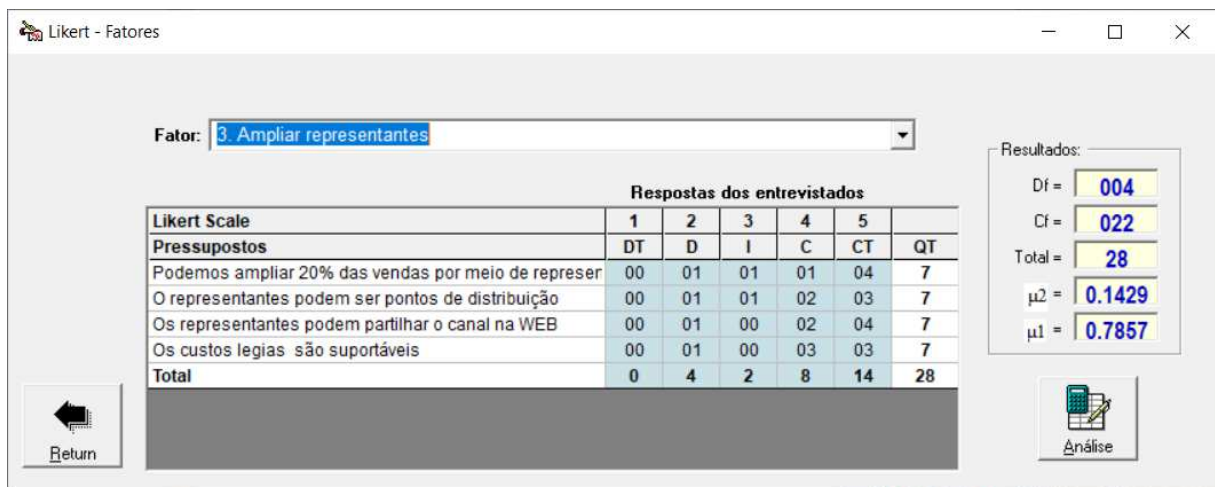 Likert - Fatores
Fator: 3. Ampliar representantes
Respostas dos entrevistados
Likert Scale 1 2 3 4 5
Pressupostos DT D I C CT QT
Podemos ampliar 20% das vendas por meio de represer 00 01 01 01 04 7
O representantes podem ser pontos de distribuição 00 01 01 02 03 7
Os representantes podem partilhar o canal na WEB 00 01 00 02 04 7
Os custos legias são suportáveis 00 01 00 03 03 7
Total 0 4 2 8 14 28
Resultados:
Df = 004
Cf = 022
Total = 28
µ2 = 0.1429
µ1 = 0.7857
Return
Análise